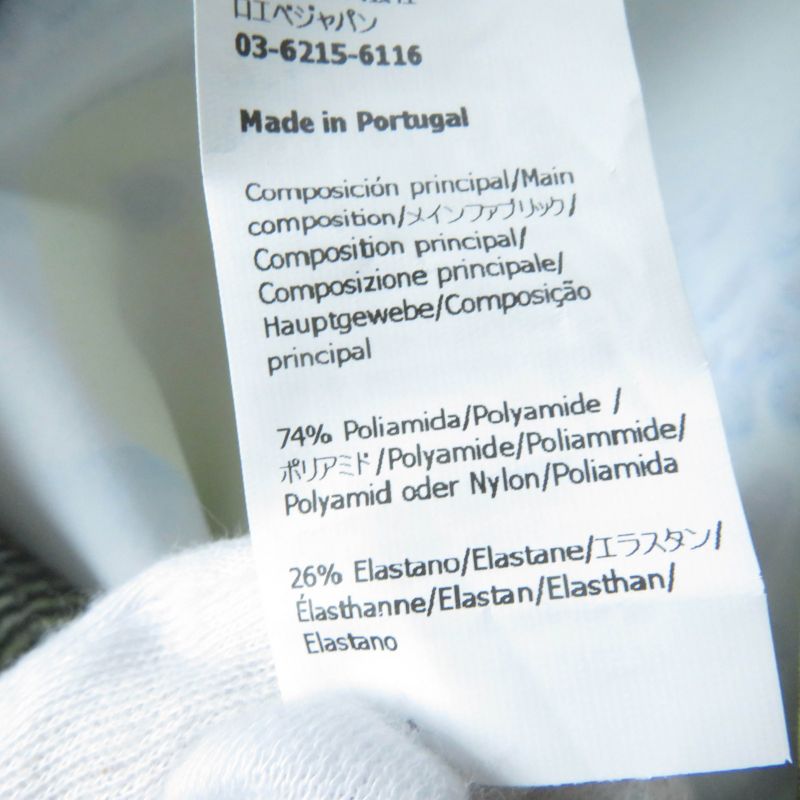 ロエベジャパン
03-6215-6116
Made in Portugal
Composición principal/Main
composition/メインファブリック/
Composition principal/
Composizione principale/
Hauptgewebe/Composição
principal
74% Poliamida/Polyamide /
ポリアミド/Polyamide/Poliammide/
Polyamid oder Nylon/Poliamida
26% Elastano/Elastane/エラスタン/
Élasthanne/Elastan/Elasthan/
Elastano